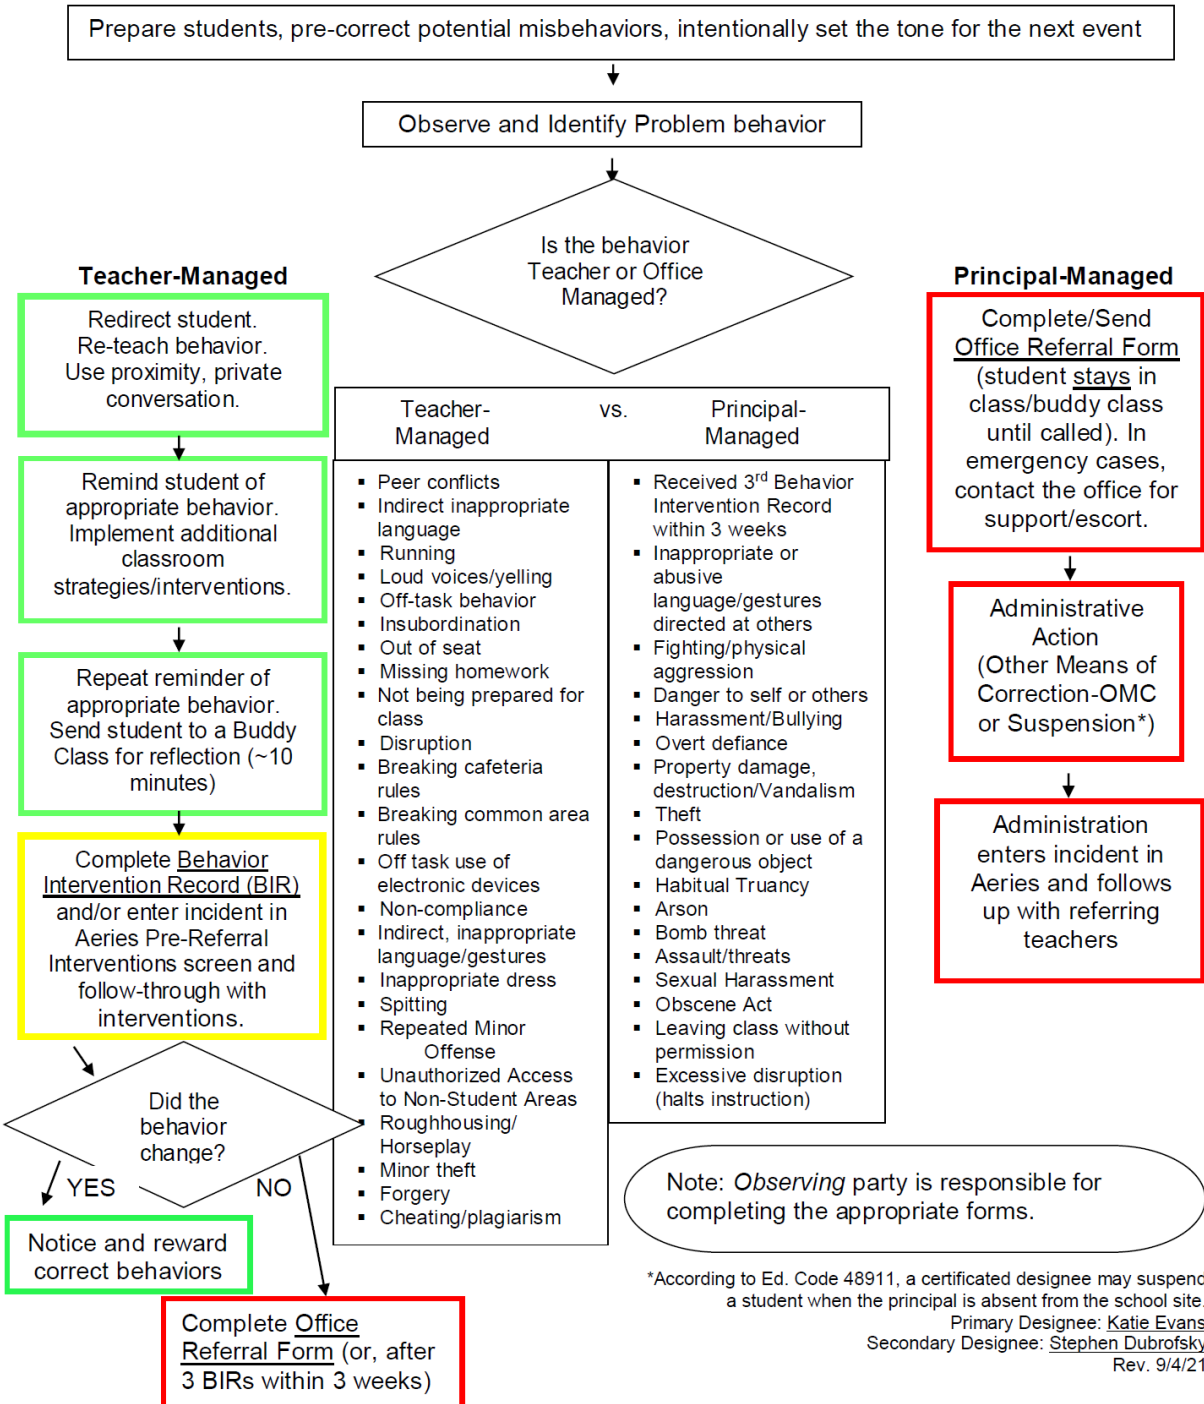 Prepare students, pre-correct potential misbehaviors, intentionally set the tone for the next event
Observe and Identify Problem behavior
Is the behavior
Teacher or Office
Managed?
Teacher-Managed
Redirect student.
Re-teach behavior.
Use proximity, private
conversation.
Remind student of
appropriate behavior.
Implement additional
classroom
strategies/interventions.
Repeat reminder of
appropriate behavior.
Send student to a Buddy
Class for reflection (~10
minutes)
Complete Behavior
Intervention Record (BIR)
and/or enter incident in
Aeries Pre-Referral
Interventions screen and
follow-through with
interventions.
Did the
behavior
change?
YES
NO
Notice and reward
correct behaviors
Complete Office
Referral Form (or, after
3 BIRs within 3 weeks)
Teacher-
Managed
vs.
Principal-
Managed
▪ Peer conflicts
▪ Indirect inappropriate
language
▪ Running
▪ Loud voices/yelling
▪ Off-task behavior
▪ Insubordination
▪ Out of seat
▪ Missing homework
▪ Not being prepared for
class
▪ Disruption
▪ Breaking cafeteria
rules
▪ Breaking common area
rules
▪ Off task use of
electronic devices
▪ Non-compliance
▪ Indirect, inappropriate
language/gestures
▪ Inappropriate dress
▪ Spitting
▪ Repeated Minor
Offense
▪ Unauthorized Access
to Non-Student Areas
▪ Roughhousing/
Horseplay
▪ Minor theft
▪ Forgery
▪ Cheating/plagiarism
▪ Received 3rd Behavior
Intervention Record
within 3 weeks
▪ Inappropriate or
abusive
language/gestures
directed at others
▪ Fighting/physical
aggression
▪ Danger to self or others
▪ Harassment/Bullying
▪ Overt defiance
▪ Property damage,
destruction/Vandalism
▪ Theft
▪ Possession or use of a
dangerous object
▪ Habitual Truancy
▪ Arson
▪ Bomb threat
▪ Assault/threats
▪ Sexual Harassment
▪ Obscene Act
▪ Leaving class without
permission
▪ Excessive disruption
(halts instruction)
Principal-Managed
Complete/Send
Office Referral Form
(student stays in
class/buddy class
until called). In
emergency cases,
contact the office for
support/escort.
Administrative
Action
(Other Means of
Correction-OMC
or Suspension*)
Administration
enters incident in
Aeries and follows
up with referring
teachers
Note: Observing party is responsible for
completing the appropriate forms.
*According to Ed. Code 48911, a certificated designee may suspend
a student when the principal is absent from the school site.
Primary Designee: Katie Evans
Secondary Designee: Stephen Dubrofsky
Rev. 9/4/21